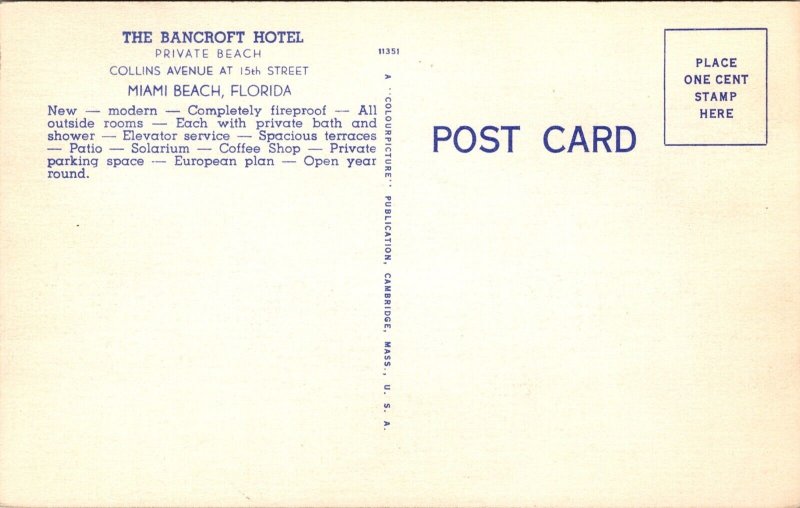 THE BANCROFT HOTEL
PRIVATE BEACH
COLLINS AVENUE AT 15th STREET
MIAMI BEACH, FLORIDA
New — modern — Completely fireproof — All
outside rooms — Each with private bath and
shower — Elevator service — Spacious terraces
— Patio — Solarium — Coffee Shop — Private
parking space — European plan — Open year
round.
11351
A "COLOURPICTURE" PUBLICATION, CAMBRIDGE, MASS., U. S. A.
POST CARD
PLACE
ONE CENT
STAMP
HERE